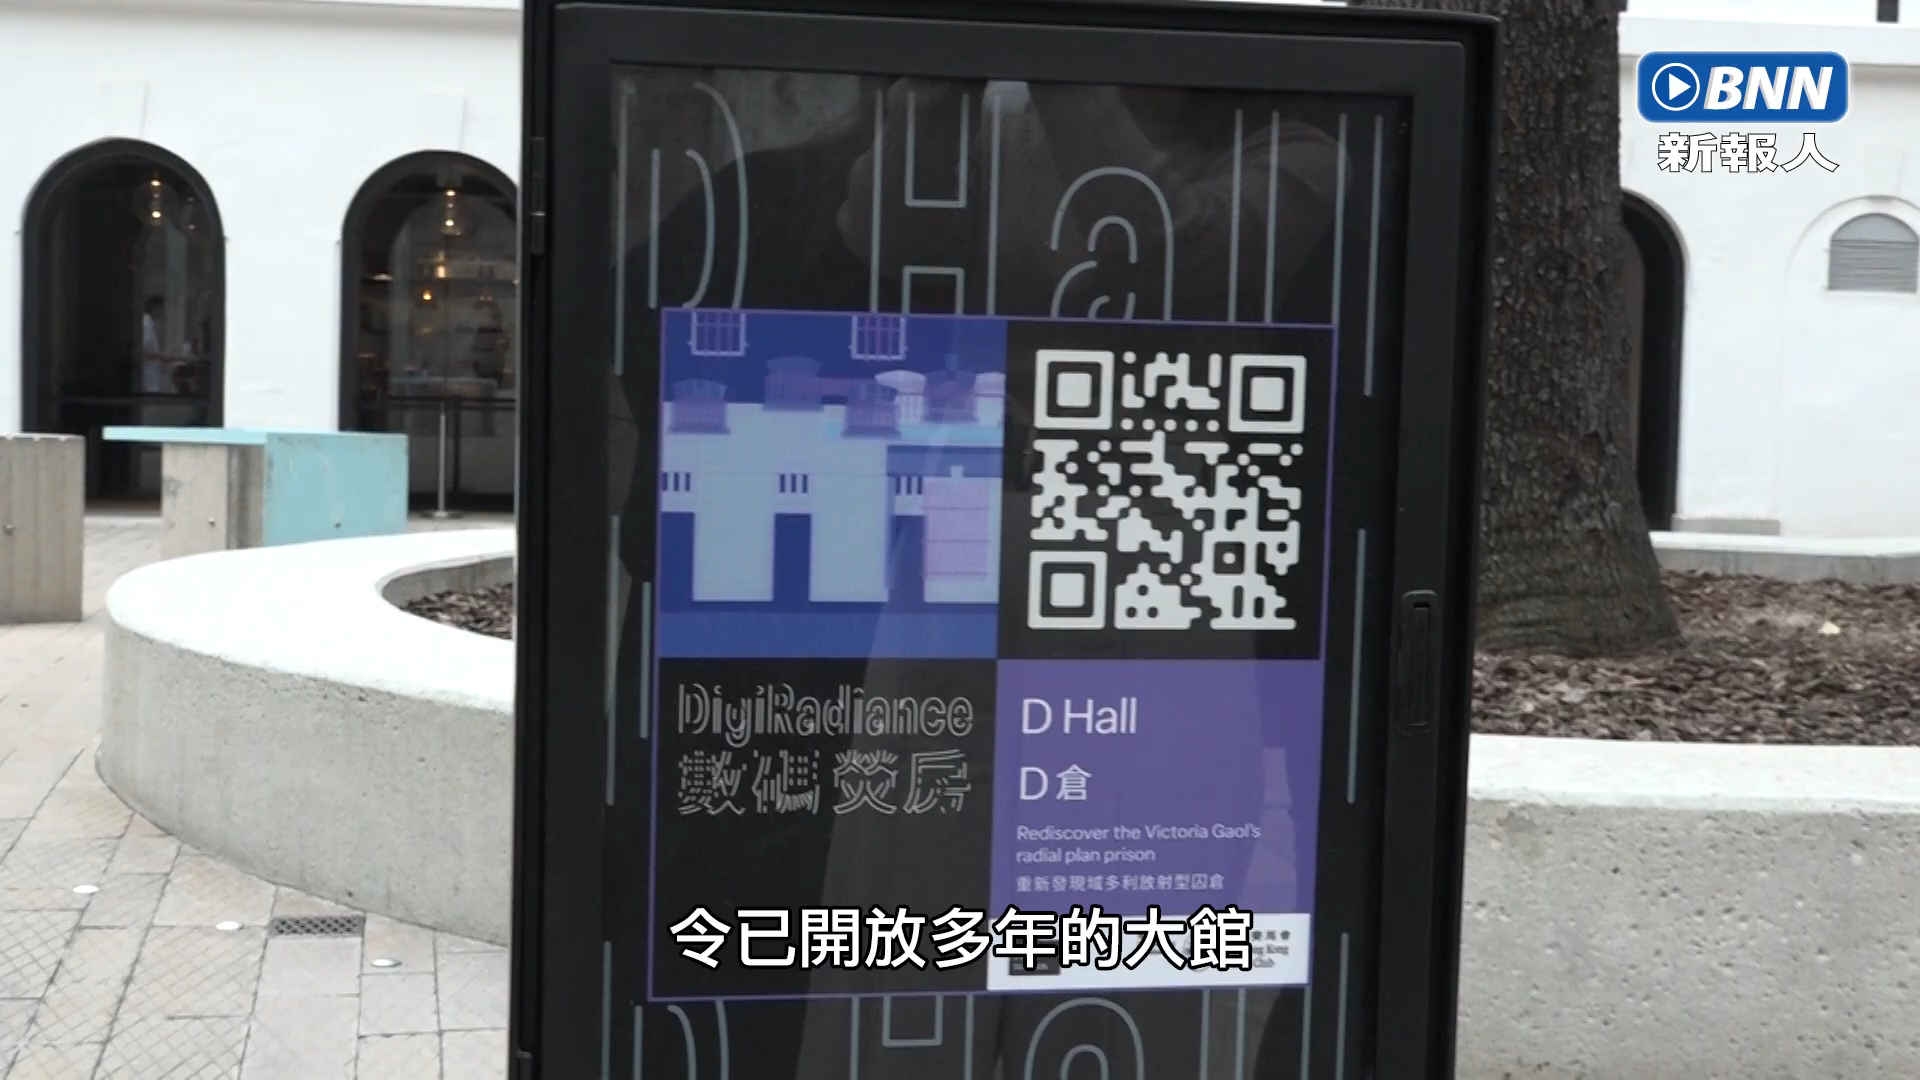 BNN
新報人
D Hall
DigiRadiance
數碼熒房
D Hall
D倉
Rediscover the Victoria Gaol's
radial plan prison
重新發現域多利放射型囚倉
令已開放多年的大館
D Hall